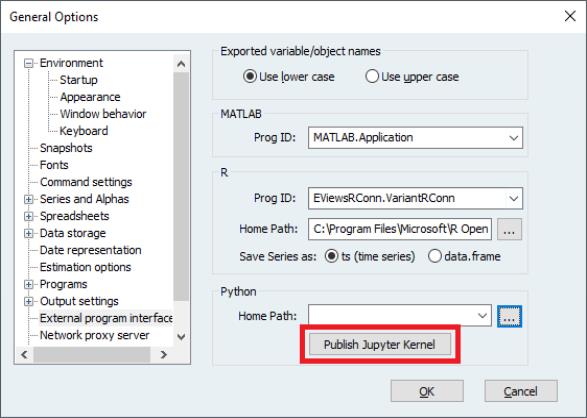 General Options
Environment
Startup
Appearance
Window behavior
Keyboard
Snapshots
Fonts
Command settings
Series and Alphas
Spreadsheets
Data storage
Date representation
Estimation options
Programs
Output settings
External program interface
Network proxy server
Exported variable/object names
Use lower case Use upper case
MATLAB
Prog ID: MATLAB.Application
R
Prog ID: EViewsRConn.VariantRConn
Home Path: C:\Program Files\Microsoft\R Open ...
Save Series as: ts (time series) data.frame
Python
Home Path: ...
Publish Jupyter Kernel
OK Cancel